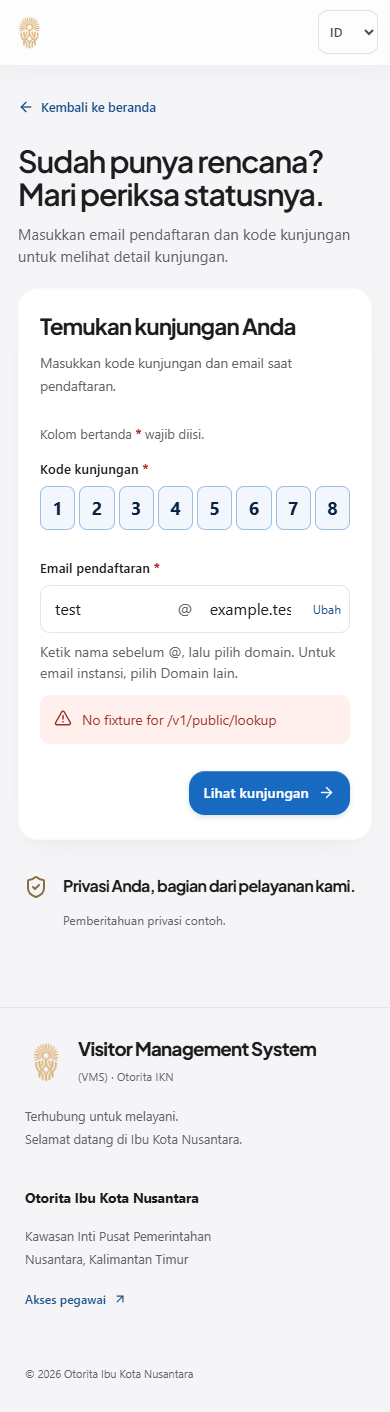 ID
Kembali ke beranda
Sudah punya rencana?
Mari periksa statusnya.
Masukkan email pendaftaran dan kode kunjungan
untuk melihat detail kunjungan.
Temukan kunjungan Anda
Masukkan kode kunjungan dan email saat
pendaftaran.
Kolom bertanda * wajib diisi.
Kode kunjungan *
1 2 3 4 5 6 7 8
Email pendaftaran *
test @ example.tes Ubah
Ketik nama sebelum @, lalu pilih domain. Untuk
email instansi, pilih Domain lain.
No fixture for /v1/public/lookup
Lihat kunjungan
Privasi Anda, bagian dari pelayanan kami.
Pemberitahuan privasi contoh.
Visitor Management System
(VMS) · Otorita IKN
Terhubung untuk melayani.
Selamat datang di Ibu Kota Nusantara.
Otorita Ibu Kota Nusantara
Kawasan Inti Pusat Pemerintahan
Nusantara, Kalimantan Timur
Akses pegawai
© 2026 Otorita Ibu Kota Nusantara